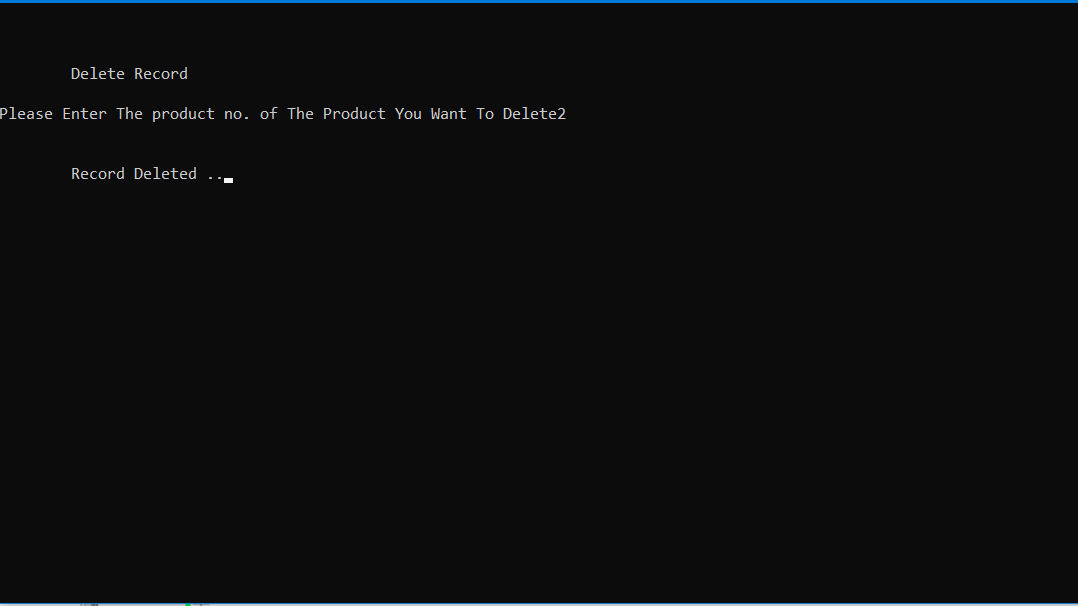 Delete Record
Please Enter The product no. of The Product You Want To Delete2
Record Deleted ..